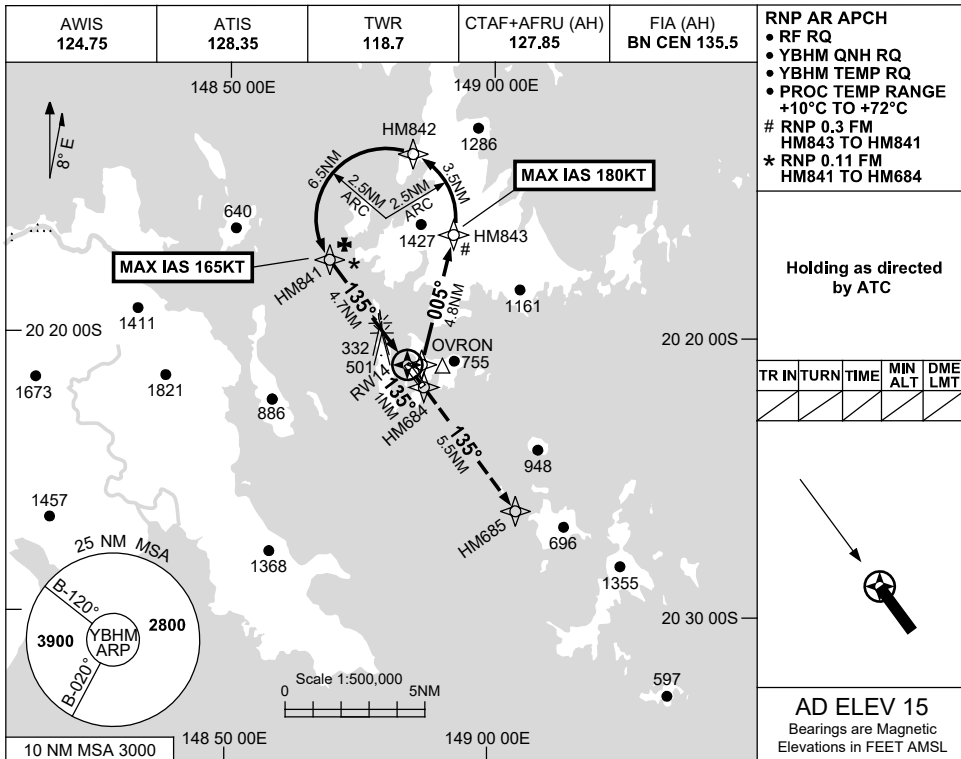 AWIS
124.75
ATIS
128.35
TWR
118.7
CTAF+AFRU (AH)
127.85
FIA (AH)
BN CEN 135.5
RNP AR APCH
• RF RQ
• YBHM QNH RQ
• YBHM TEMP RQ
• PROC TEMP RANGE
+10°C TO +72°C
# RNP 0.3 FM
HM843 TO HM841
* RNP 0.11 FM
HM841 TO HM684
148 50 00E
149 00 00E
8° E
HM842
1286
6.5NM
3.5NM
2.5NM
ARC
2.5NM
ARC
MAX IAS 180KT
640
1427
HM843
#
MAX IAS 165KT
*
HM841
Holding as directed
by ATC
135°
4.7NM
005°
4.8NM
1161
1411
20 20 00S
20 20 00S
332
501
OVRON
755
RW14
1673
1821
886
135°
1NM
HM684
135°
5.5NM
TR IN
TURN
TIME
MIN
ALT
DME
LMT
948
1457
HM685
696
25 NM MSA
1368
1355
B-120°
3900
YBHM
ARP
2800
B-020°
20 30 00S
Scale 1:500,000
0
5NM
597
10 NM MSA 3000
148 50 00E
149 00 00E
AD ELEV 15
Bearings are Magnetic
Elevations in FEET AMSL